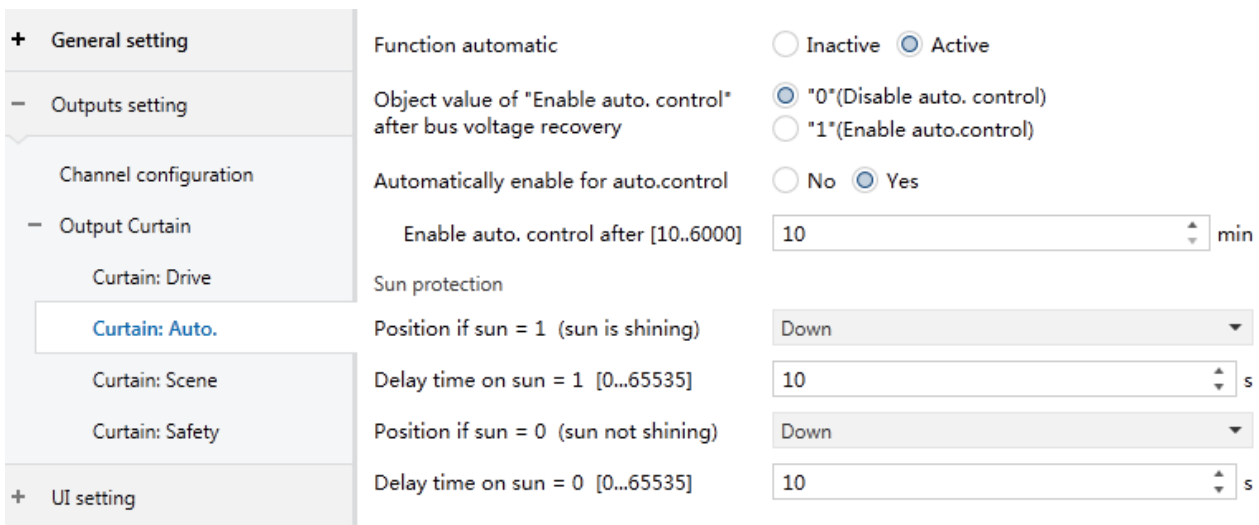 General setting
Outputs setting
Channel configuration
Output Curtain
Curtain: Drive
Curtain: Auto.
Curtain: Scene
Curtain: Safety
UI setting
Function automatic
Inactive Active
Object value of "Enable auto. control"
after bus voltage recovery
"0"(Disable auto. control)
"1"(Enable auto.control)
Automatically enable for auto.control
No Yes
Enable auto. control after [10..6000]
10 min
Sun protection
Position if sun = 1 (sun is shining)
Down
Delay time on sun = 1 [0...65535]
10 s
Position if sun = 0 (sun not shining)
Down
Delay time on sun = 0 [0...65535]
10 s